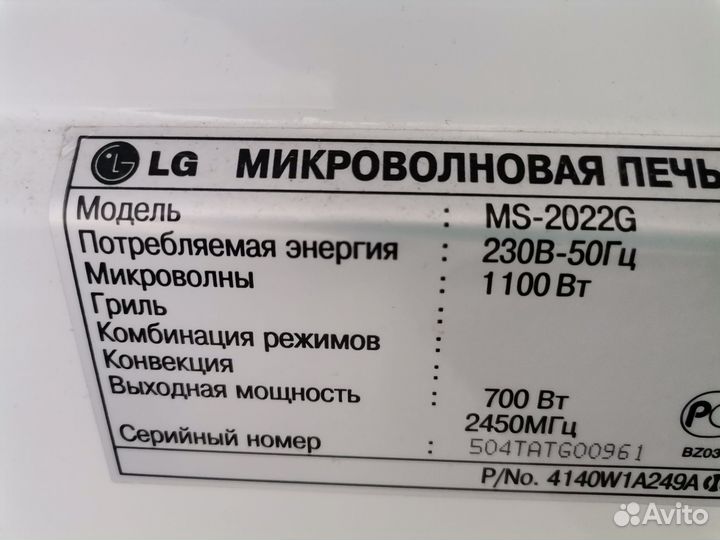 LG МИКРОВОЛНОВАЯ ПЕЧЬ
Модель : MS-2022G
Потребляемая энергия : 230В-50Гц
Микроволны : 1100 Вт
Гриль :
Комбинация режимов :
Конвекция :
Выходная мощность : 700 Вт
2450МГц
Серийный номер : 504TATG00961
BZ03
P/No. 4140W1A249A
Avito